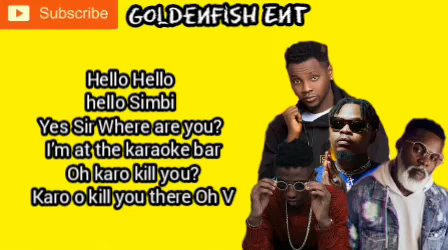 Subscribe
GOLDENFISH ENT
Hello Hello
hello Simbi
Yes Sir Where are you?
I'm at the karaoke bar
Oh karo kill you?
Karo o kill you there Oh V